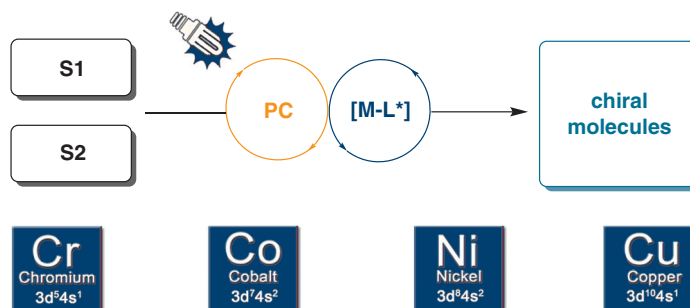 S1
S2
PC
[M-L*]
chiral
molecules
Cr
Chromium
3d⁵4s¹
Co
Cobalt
3d⁷4s²
Ni
Nickel
3d⁸4s²
Cu
Copper
3d¹⁰4s¹